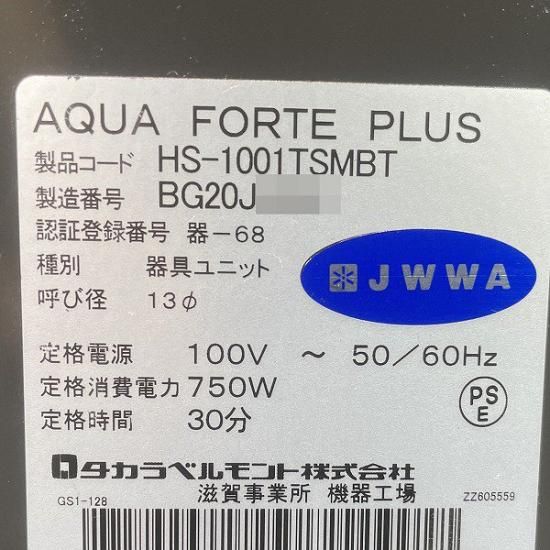 AQUA FORTE PLUS
製品コード HS-1001TSMBT
製造番号 BG20J
認証登録番号 器-68
種別 器具ユニット
呼び径 13φ
JWWA
定格電源 100V ～ 50/60Hz
定格消費電力 750W
定格時間 30分
PS
E
タカラベルモント株式会社
滋賀事業所 機器工場
GS1-128
ZZ605559